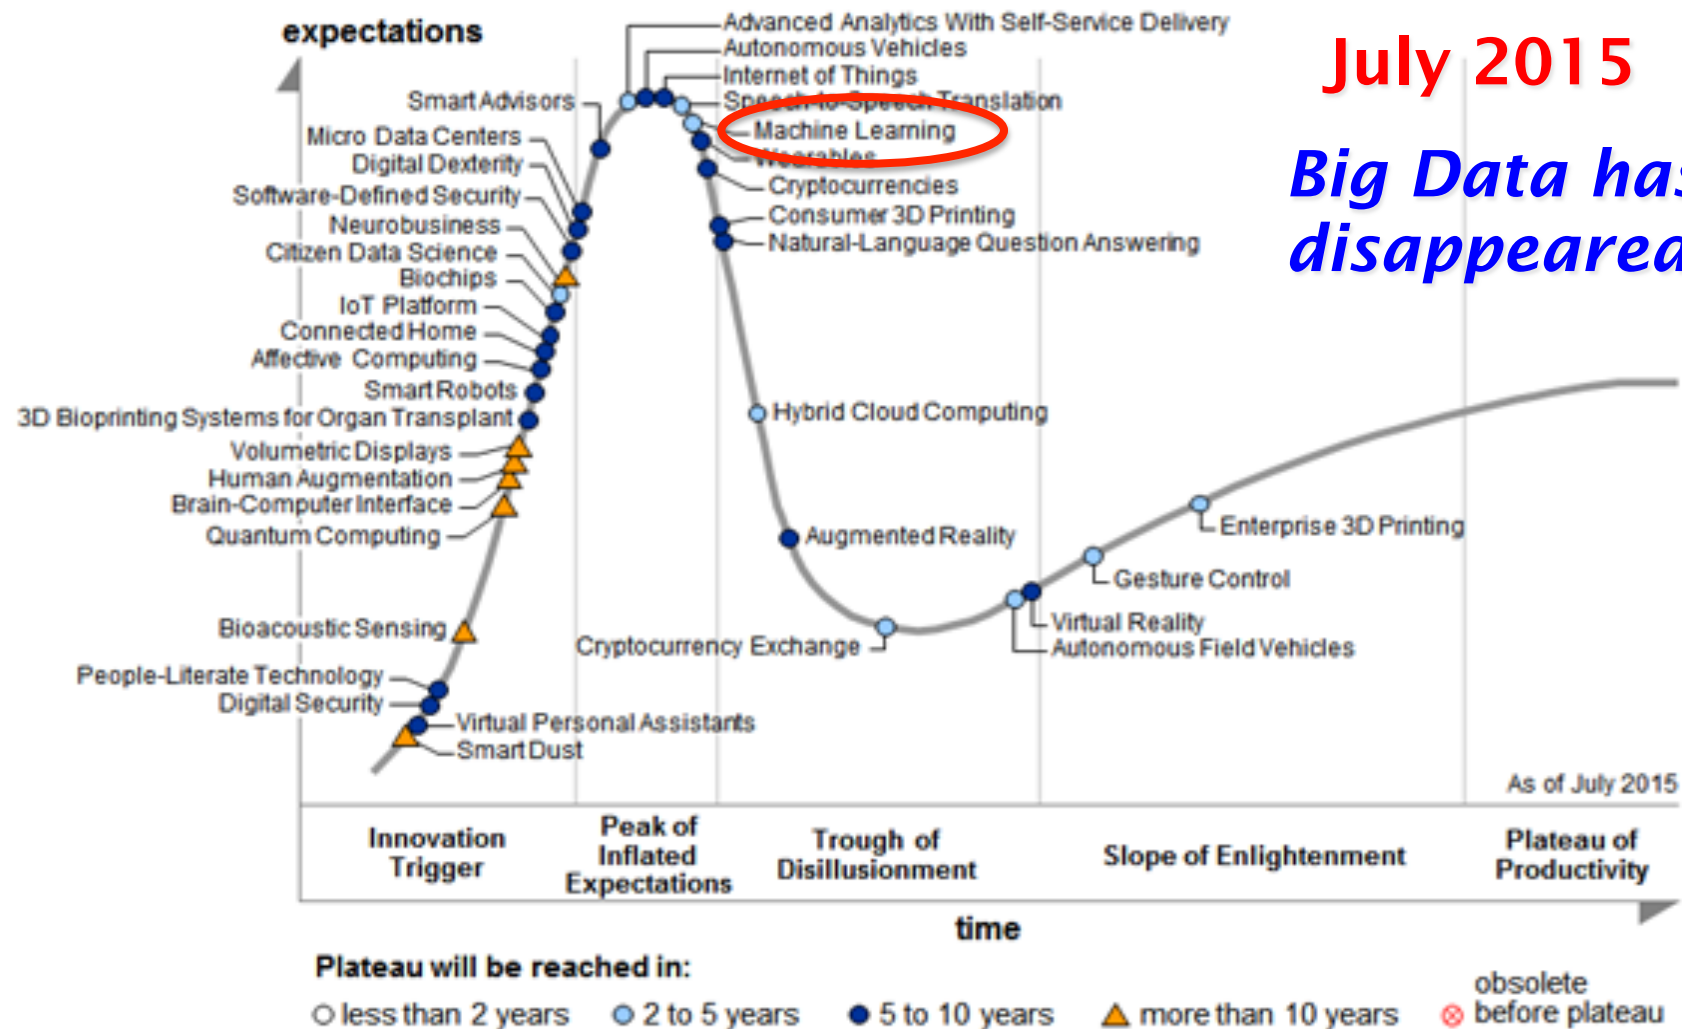 expectations
July 2015
Big Data has
disappeared
Advanced Analytics With Self-Service Delivery
Autonomous Vehicles
Internet of Things
Speech-to-Speech Translation
Machine Learning
Wearables
Cryptocurrencies
Consumer 3D Printing
Natural-Language Question Answering
Smart Advisors
Micro Data Centers
Digital Dexterity
Software-Defined Security
Neurobusiness
Citizen Data Science
Biochips
IoT Platform
Connected Home
Affective Computing
Smart Robots
3D Bioprinting Systems for Organ Transplant
Volumetric Displays
Human Augmentation
Brain-Computer Interface
Quantum Computing
Bioacoustic Sensing
People-Literate Technology
Digital Security
Virtual Personal Assistants
Smart Dust
Hybrid Cloud Computing
Augmented Reality
Cryptocurrency Exchange
Enterprise 3D Printing
Gesture Control
Virtual Reality
Autonomous Field Vehicles
As of July 2015
Innovation
Trigger
Peak of
Inflated
Expectations
Trough of
Disillusionment
Slope of Enlightenment
Plateau of
Productivity
time
Plateau will be reached in:
less than 2 years
2 to 5 years
5 to 10 years
more than 10 years
obsolete
before plateau